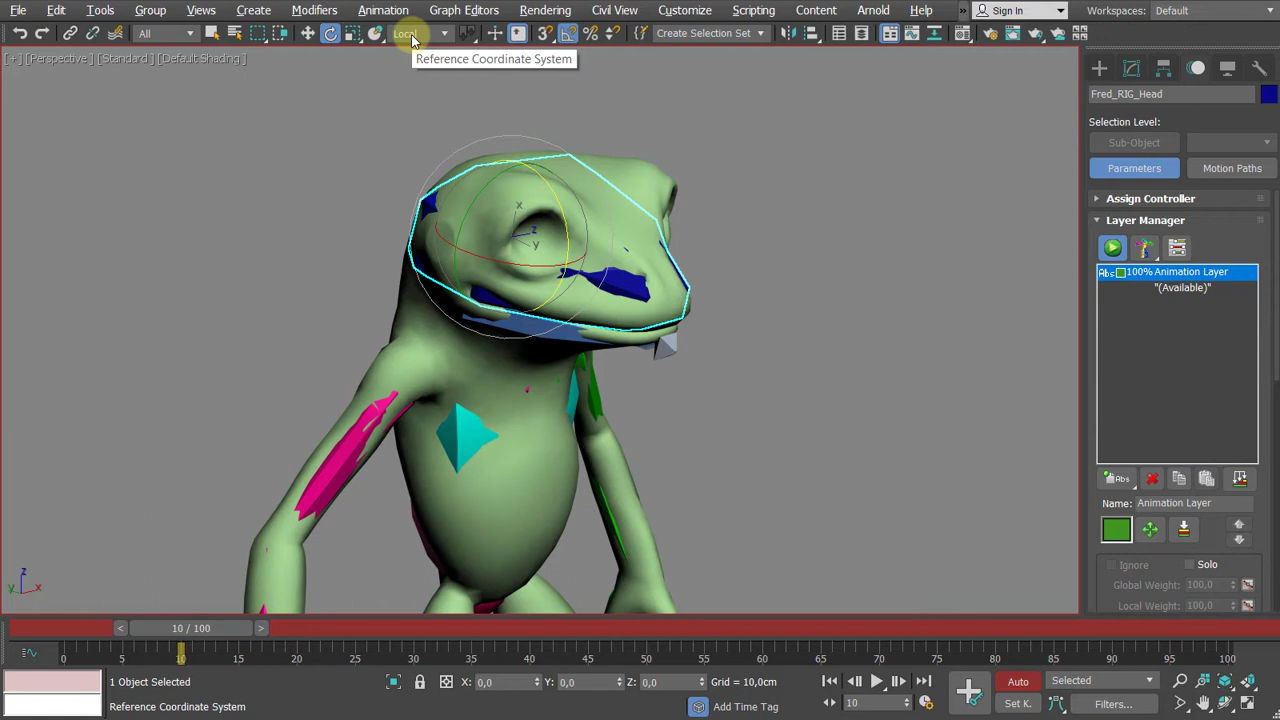 File Edit Tools Group Views Create Modifiers Animation Graph Editors Rendering Civil View Customize Scripting Content Arnold Help » Sign In Workspaces: Default
All Local Create Selection Set
Reference Coordinate System
[+] [Perspective] [Standard] [Default Shading]
Fred_RIG_Head
Selection Level:
Sub-Object
Parameters Motion Paths
Assign Controller
Layer Manager
Abs 100% Animation Layer
"(Available)"
Abs
Name: Animation Layer
Ignore Solo
Global Weight: 100,0
Local Weight: 100,0
x
z
y
z
y x
< 10 / 100 >
0 5 10 15 20 25 30 35 40 45 50 55 60 65 70 75 80 85 90 95 100
1 Object Selected X: 0,0 Y: 0,0 Z: 0,0 Grid = 10,0cm Auto Selected
Reference Coordinate System Add Time Tag 10 Set K. Filters...